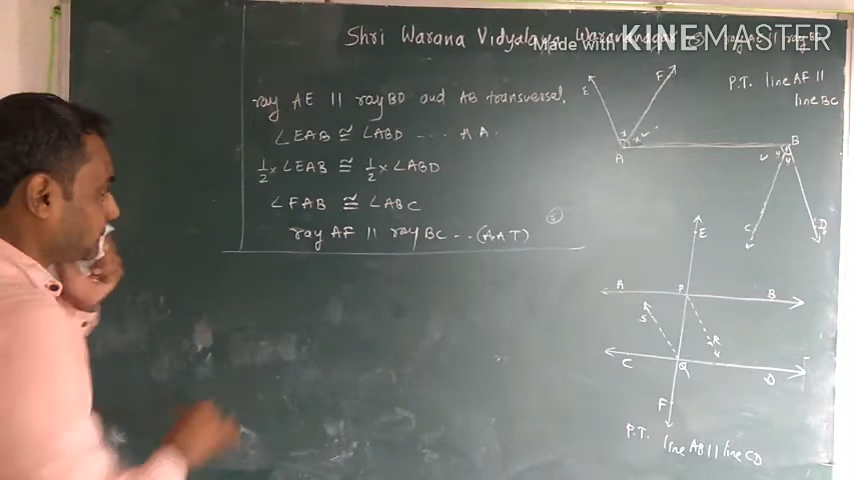 Shri Warana Vidyalaya Warananagar
Made with KINEMASTER
ray AE || ray BD and AB transversal.
∠EAB ≅ ∠ABD ... A A.
½ × ∠EAB ≅ ½ × ∠ABD
∠FAB ≅ ∠ABC
ray AF || ray BC .. (AAT)
P.T. line AF ||
line BC
E
F
x
x
A
B
C
D
E
A
P
B
S
R
C
Q
D
F
P.T. line AB || line CD